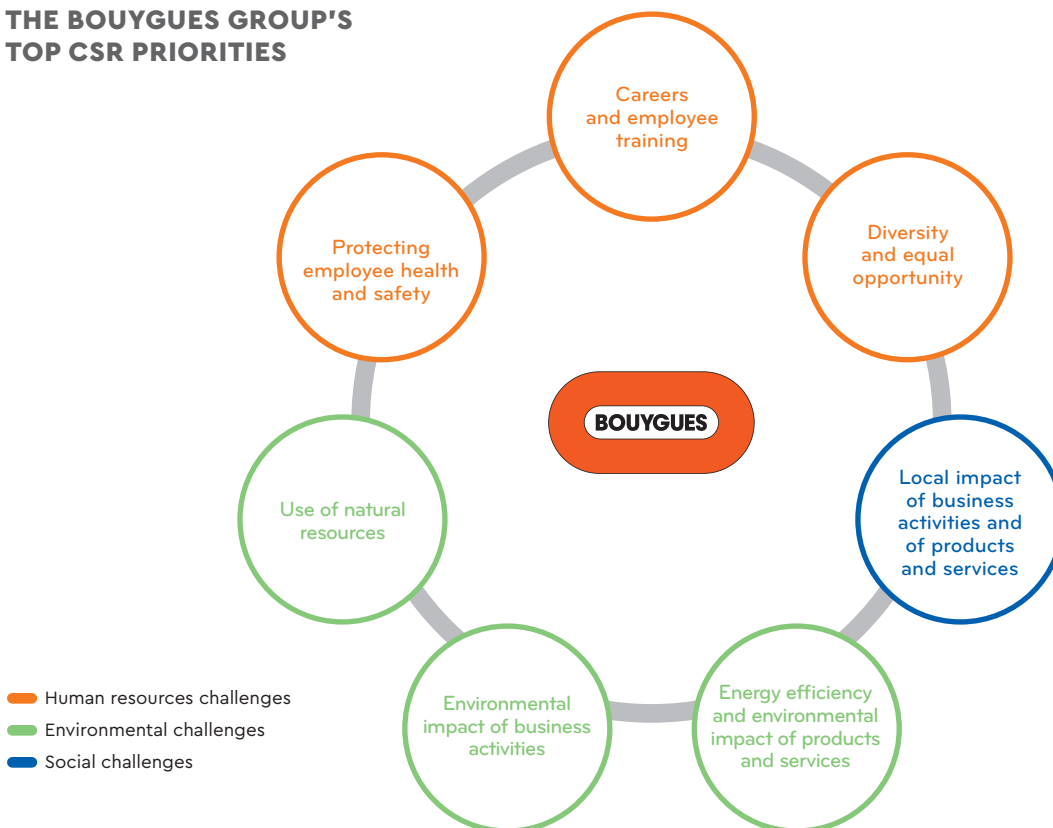 THE BOUYGUES GROUP'S
TOP CSR PRIORITIES
Careers
and employee
training
Protecting
employee health
and safety
Diversity
and equal
opportunity
BOUYGUES
Use of natural
resources
Local impact
of business
activities and
of products
and services
Environmental
impact of business
activities
Energy efficiency
and environmental
impact of products
and services
Human resources challenges
Environmental challenges
Social challenges